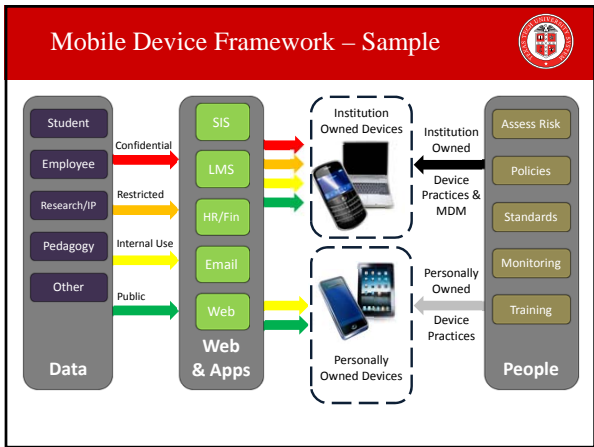 Mobile Device Framework – Sample
Student
Employee
Research/IP
Pedagogy
Other
Data
Confidential
Restricted
Internal Use
Public
SIS
LMS
HR/Fin
Email
Web
Web
& Apps
Institution
Owned Devices
Personally
Owned Devices
Institution
Owned
Device
Practices &
MDM
Personally
Owned
Device
Practices
Assess Risk
Policies
Standards
Monitoring
Training
People